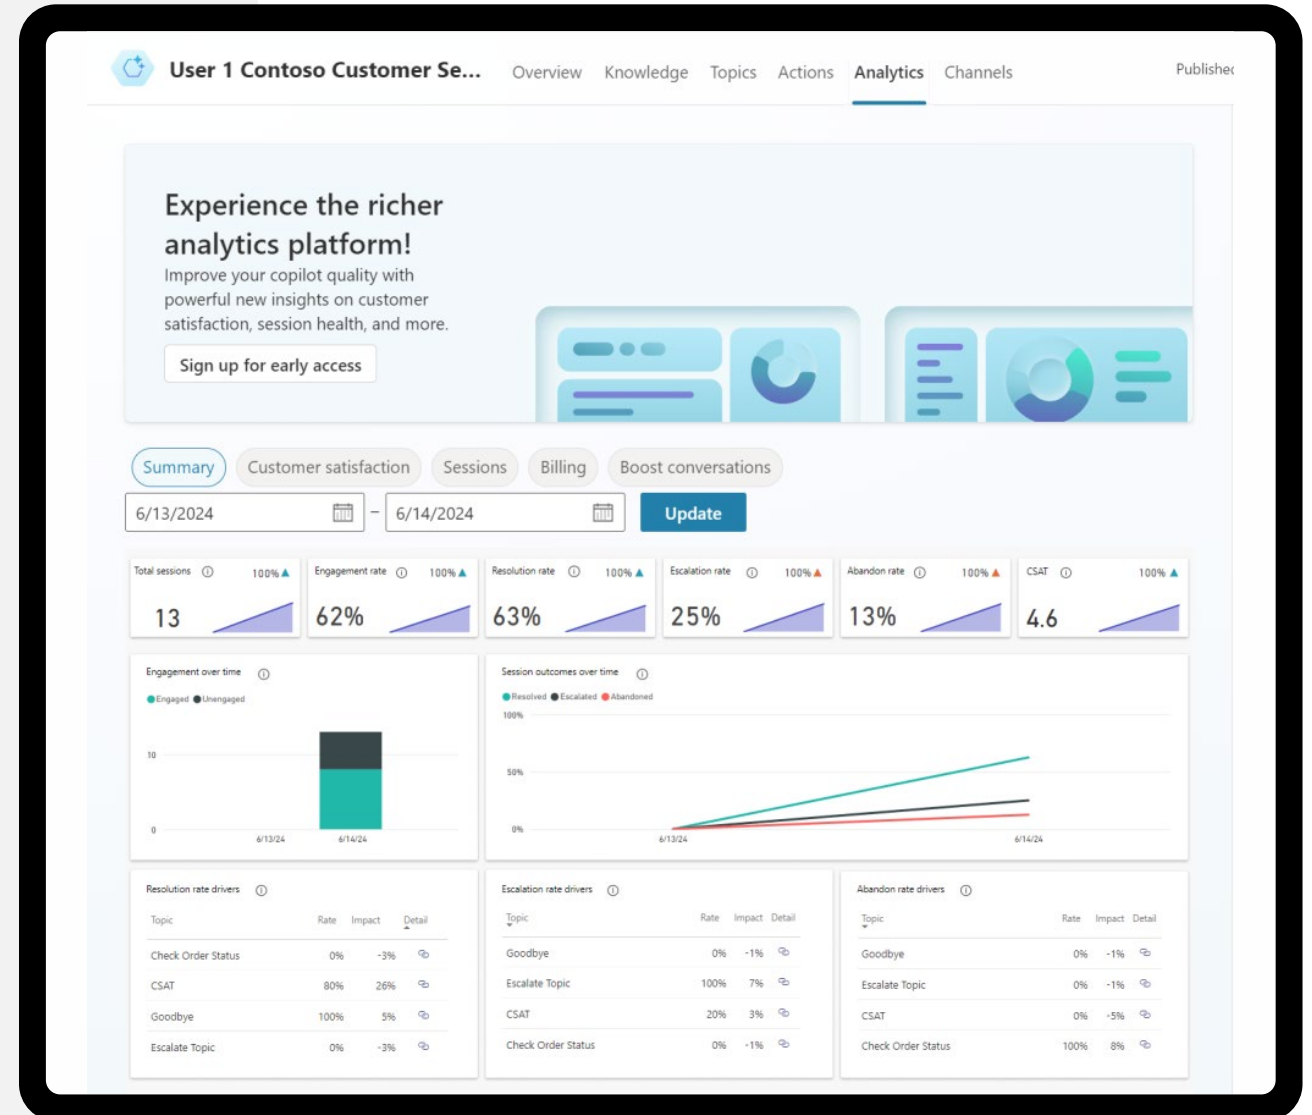 User 1 Contoso Customer Se...
Overview Knowledge Topics Actions Analytics Channels
Published
Experience the richer
analytics platform!
Improve your copilot quality with
powerful new insights on customer
satisfaction, session health, and more.
Sign up for early access
Summary Customer satisfaction Sessions Billing Boost conversations
6/13/2024 – 6/14/2024 Update
Total sessions 100%
13
Engagement rate 100%
62%
Resolution rate 100%
63%
Escalation rate 100%
25%
Abandon rate 100%
13%
CSAT 100%
4.6
Engagement over time
Engaged Unengaged
10
0
6/13/24 6/14/24
Session outcomes over time
Resolved Escalated Abandoned
100%
50%
0%
6/13/24 6/14/24
Resolution rate drivers
Topic Rate Impact Detail
Check Order Status 0% -3%
CSAT 80% 26%
Goodbye 100% 5%
Escalate Topic 0% -3%
Escalation rate drivers
Topic Rate Impact Detail
Goodbye 0% -1%
Escalate Topic 100% 7%
CSAT 20% 3%
Check Order Status 0% -1%
Abandon rate drivers
Topic Rate Impact Detail
Goodbye 0% -1%
Escalate Topic 0% -1%
CSAT 0% -5%
Check Order Status 100% 8%